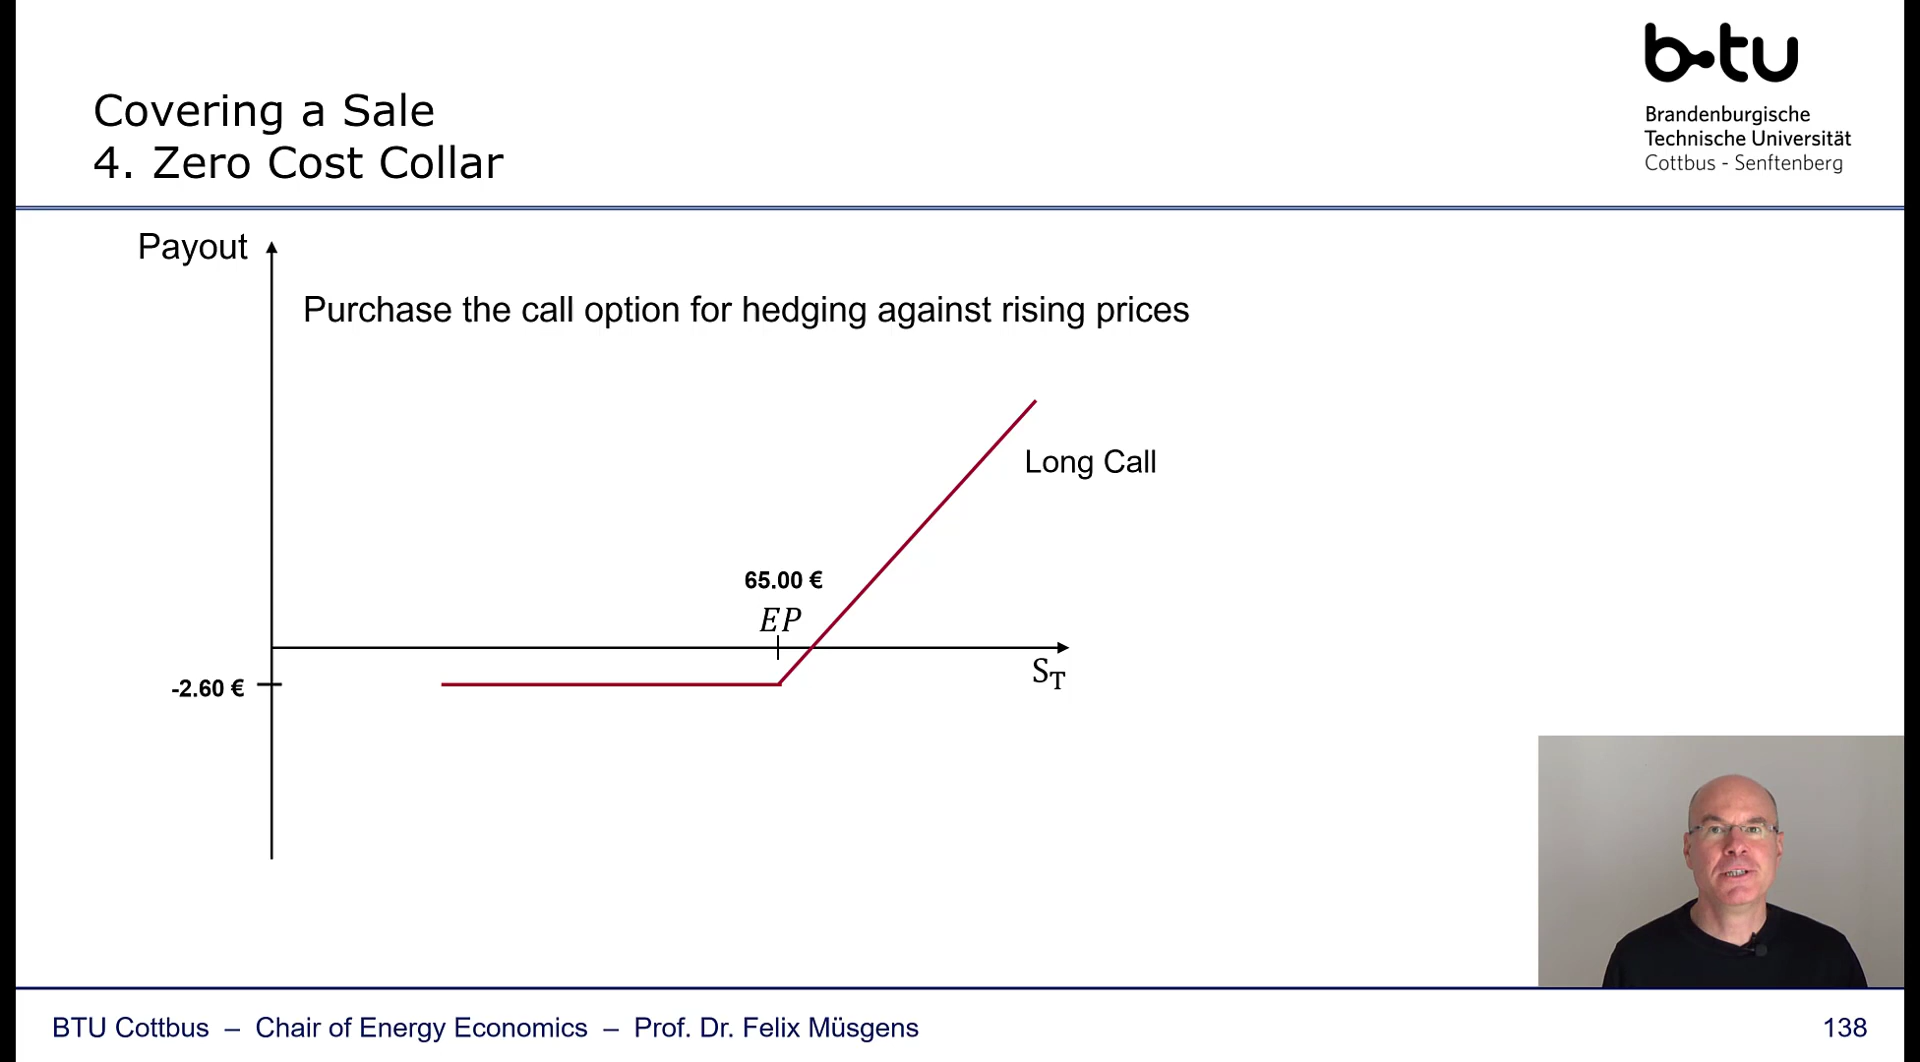 b-tu
Brandenburgische
Technische Universität
Cottbus - Senftenberg
Covering a Sale
4. Zero Cost Collar
Payout
Purchase the call option for hedging against rising prices
Long Call
65.00 €
EP
S_T
-2.60 €
BTU Cottbus – Chair of Energy Economics – Prof. Dr. Felix Müsgens
138